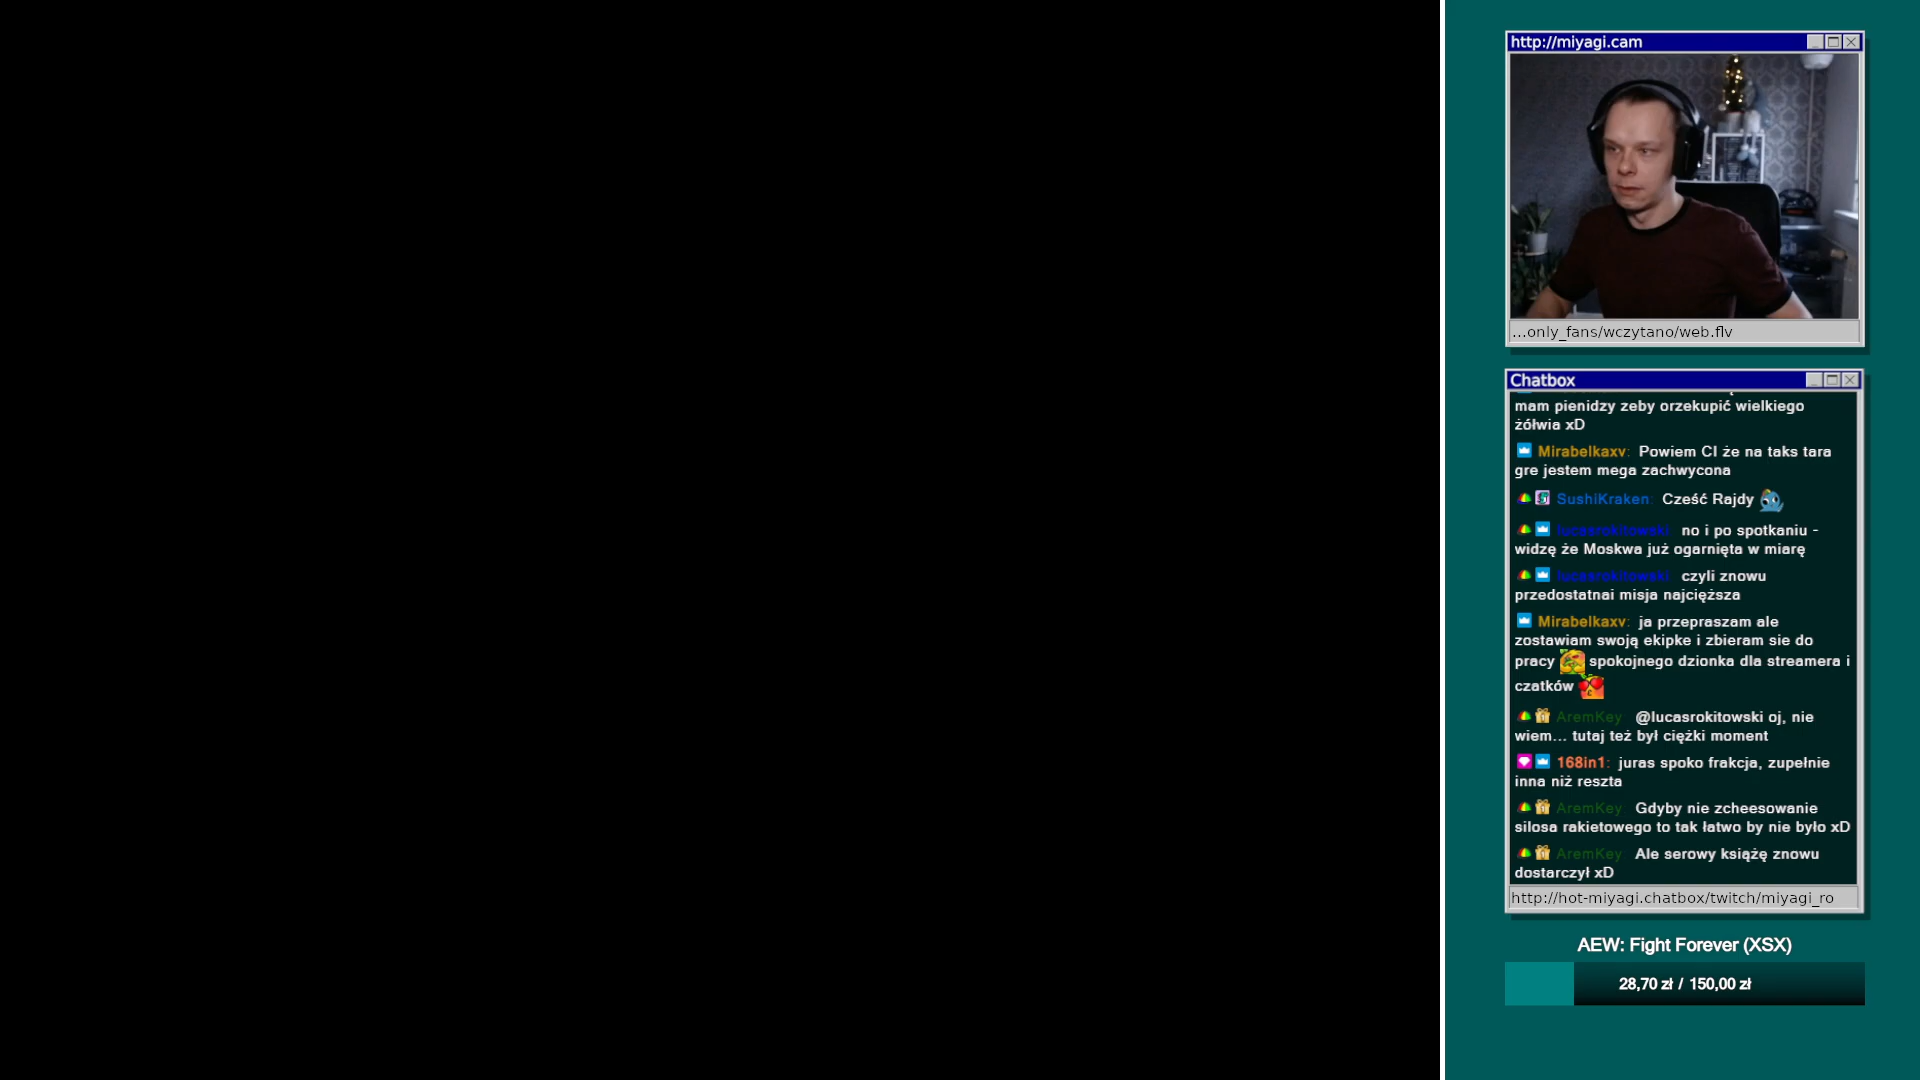 http://miyagi.cam
...only_fans/wczytano/web.flv
Chatbox
mam pienidzy zeby orzekupić wielkiego
żółwia xD
Mirabelkaxv: Powiem CI że na taks tara
gre jestem mega zachwycona
SushiKraken: Cześć Rajdy
lucasrokitowski: no i po spotkaniu -
widzę że Moskwa już ogarnięta w miarę
lucasrokitowski: czyli znowu
przedostatnai misja najcięższa
Mirabelkaxv: ja przepraszam ale
zostawiam swoją ekipke i zbieram sie do
pracy spokojnego dzionka dla streamera i
czatków
AremKey: @lucasrokitowski oj, nie
wiem... tutaj też był ciężki moment
168in1: juras spoko frakcja, zupełnie
inna niż reszta
AremKey: Gdyby nie zcheesowanie
silosa rakietowego to tak łatwo by nie było xD
AremKey: Ale serowy książę znowu
dostarczył xD
http://hot-miyagi.chatbox/twitch/miyagi_ro
AEW: Fight Forever (XSX)
28,70 zł / 150,00 zł